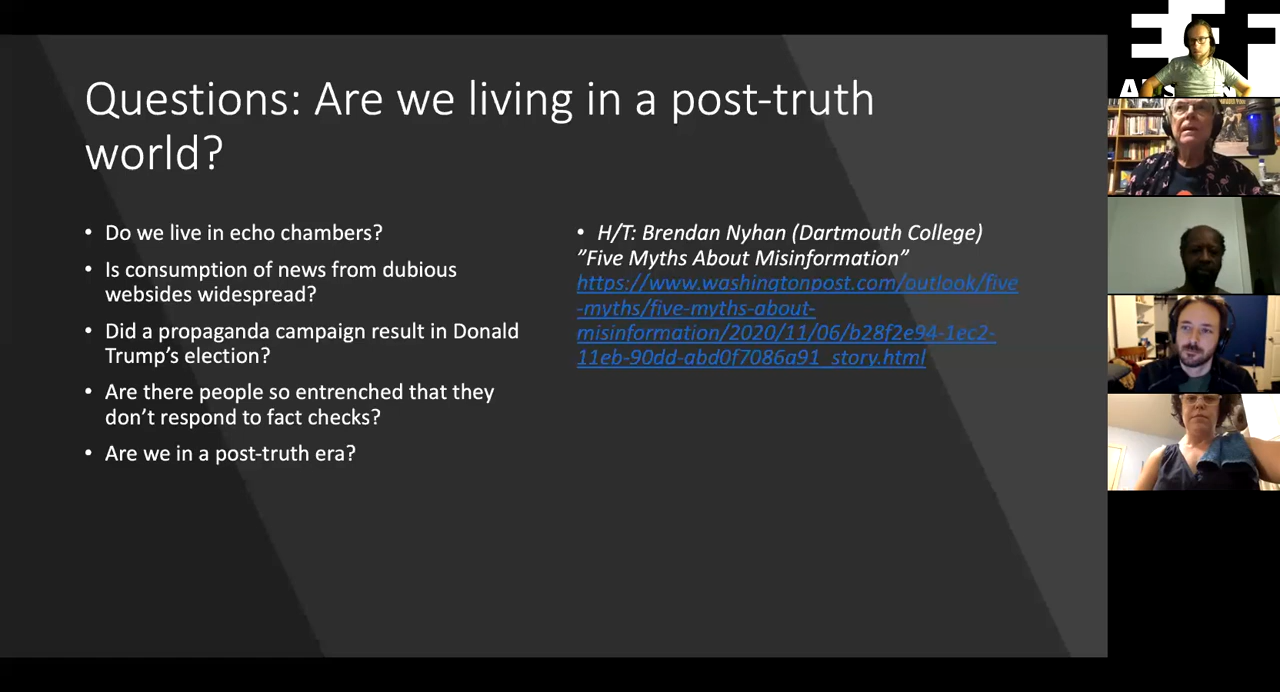 Questions: Are we living in a post-truth
world?
• Do we live in echo chambers?
• Is consumption of news from dubious
websides widespread?
• Did a propaganda campaign result in Donald
Trump’s election?
• Are there people so entrenched that they
don’t respond to fact checks?
• Are we in a post-truth era?
• H/T: Brendan Nyhan (Dartmouth College)
”Five Myths About Misinformation”
https://www.washingtonpost.com/outlook/five
-myths/five-myths-about-
misinformation/2020/11/06/b28f2e94-1ec2-
11eb-90dd-abd0f7086a91_story.html